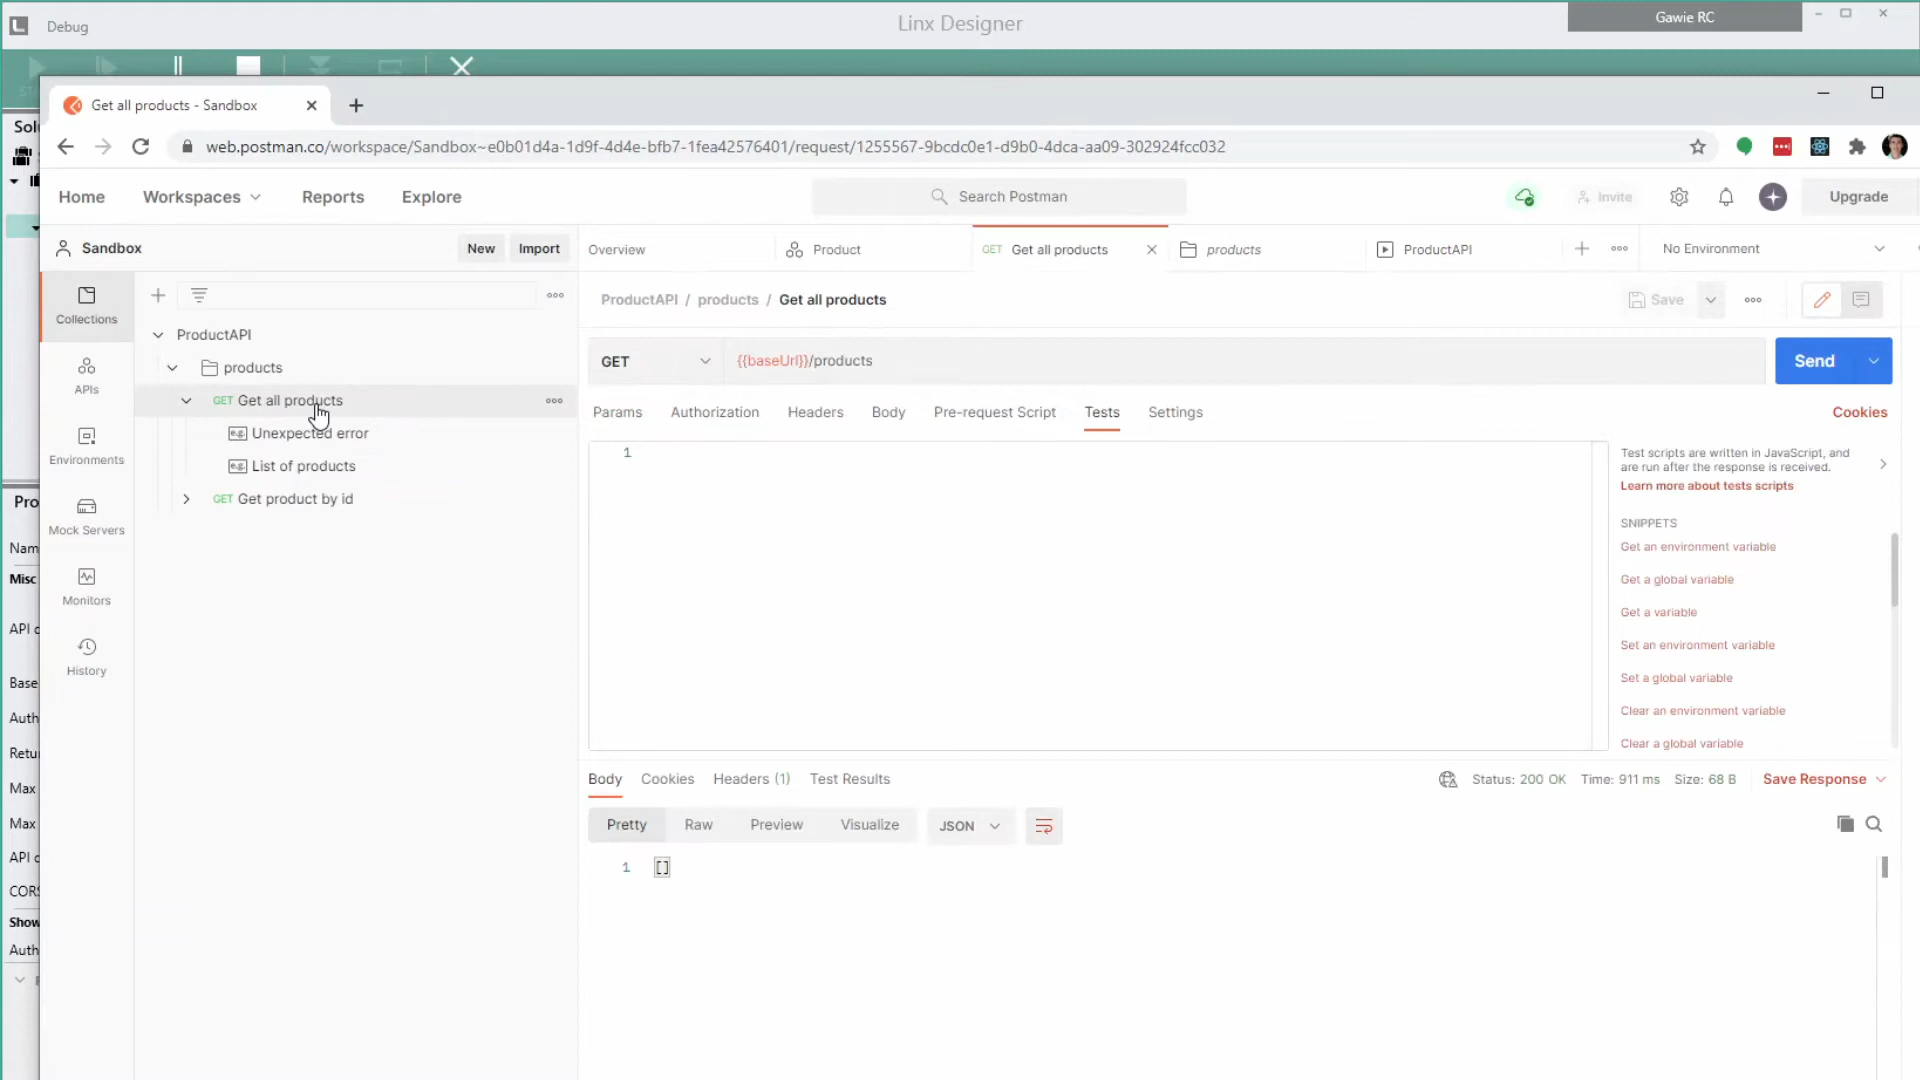 Debug
Linx Designer
Gawie RC
Get all products - Sandbox
web.postman.co/workspace/Sandbox~e0b01d4a-1d9f-4d4e-bfb7-1fea42576401/request/1255567-9bcdc0e1-d9b0-4dca-aa09-302924fcc032
Home
Workspaces
Reports
Explore
Search Postman
Invite
Upgrade
Sandbox
New
Import
Overview
Product
GET Get all products
products
ProductAPI
No Environment
Collections
APIs
Environments
Mock Servers
Monitors
History
ProductAPI
products
GET Get all products
e.g. Unexpected error
e.g. List of products
GET Get product by id
ProductAPI / products / Get all products
Save
GET
{{baseUrl}}/products
Send
Params
Authorization
Headers
Body
Pre-request Script
Tests
Settings
Cookies
1
Test scripts are written in JavaScript, and
are run after the response is received.
Learn more about tests scripts
SNIPPETS
Get an environment variable
Get a global variable
Get a variable
Set an environment variable
Set a global variable
Clear an environment variable
Clear a global variable
Body
Cookies
Headers (1)
Test Results
Status: 200 OK
Time: 911 ms
Size: 68 B
Save Response
Pretty
Raw
Preview
Visualize
JSON
1 []
Sol
Pro
Nam
Misc
API
Base
Auth
Retu
Max
Max
API
CORS
Show
Auth